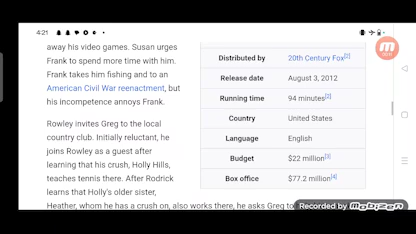 4:21
away his video games. Susan urges
Frank to spend more time with him.
Frank takes him fishing and to an
American Civil War reenactment, but
his incompetence annoys Frank.
Rowley invites Greg to the local
country club. Initially reluctant, he
joins Rowley as a guest after
learning that his crush, Holly Hills,
teaches tennis there. After Rodrick
learns that Holly's older sister,
Heather, whom he has a crush on, also works there, he asks Greg to
Distributed by 20th Century Fox[2]
Release date August 3, 2012
Running time 94 minutes[2]
Country United States
Language English
Budget $22 million[3]
Box office $77.2 million[4]
Recorded by mobizen